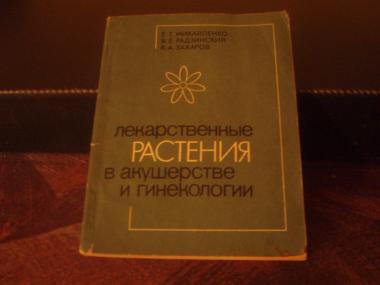 Е. Т. МИХАЙЛЕНКО
В. Е. РАДЗИНСКИЙ
К. А. ЗАХАРОВ
лекарственные
РАСТЕНИЯ
в акушерстве
и гинекологии